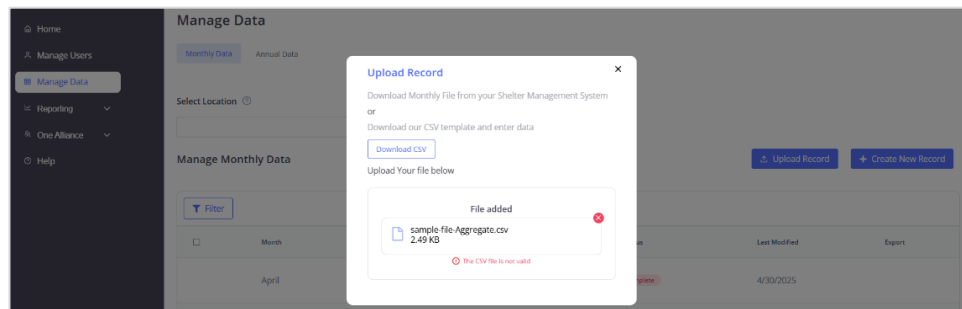 Home
Manage Users
Manage Data
Reporting
One Alliance
Help
Manage Data
Monthly Data Annual Data
Select Location
Manage Monthly Data
Upload Record
+ Create New Record
Filter
Month
Last Modified
Export
April
4/30/2025
Upload Record
Download Monthly File from your Shelter Management System
or
Download our CSV template and enter data
Download CSV
Upload Your file below
File added
sample-file-Aggregate.csv
2.49 KB
The CSV file is not valid